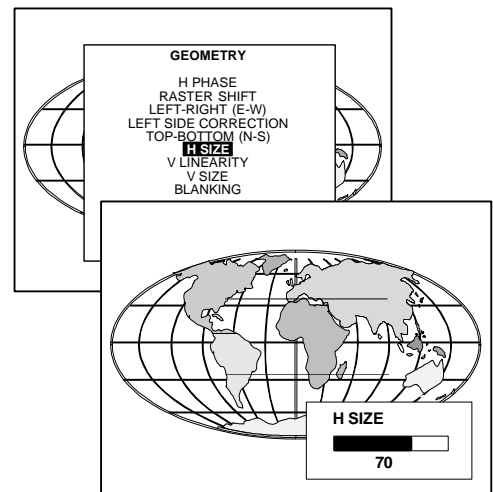 GEOMETRY
H PHASE
RASTER SHIFT
LEFT-RIGHT (E-W)
LEFT SIDE CORRECTION
TOP-BOTTOM (N-S)
H SIZE
V LINEARITY
V SIZE
BLANKING
H SIZE
70